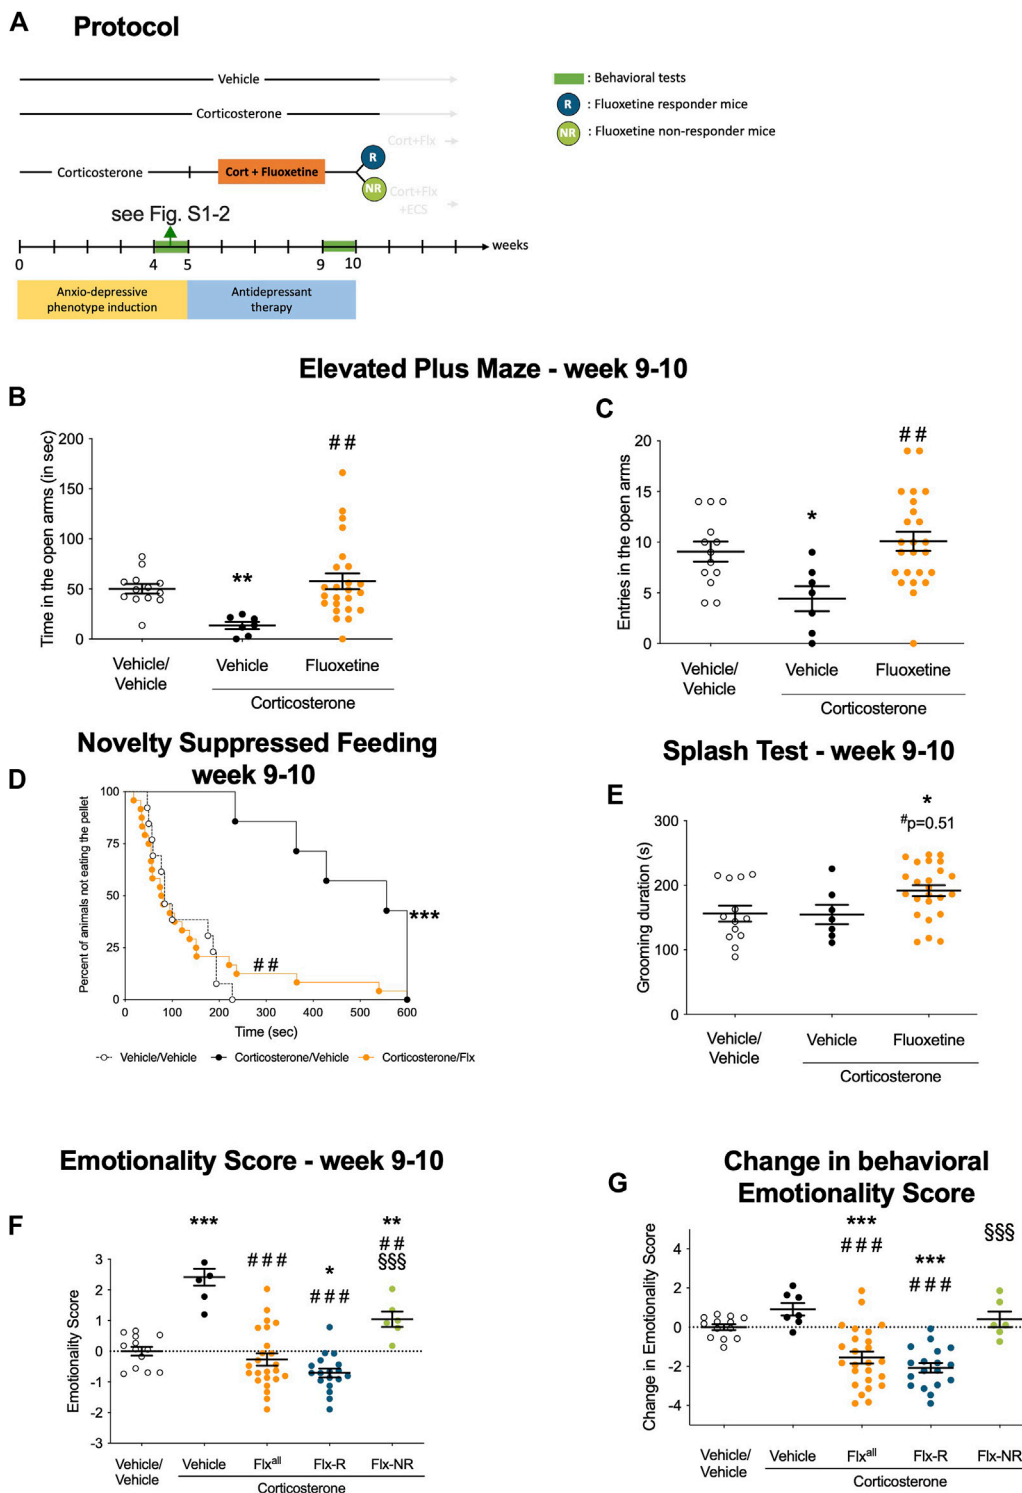 A
Protocol
Vehicle
Corticosterone
Cort+Flx
Corticosterone
Cort + Fluoxetine
R
NR
Cort+Flx
+ECS
see Fig. S1-2
weeks
0
4
5
9
10
Anxio-depressive
phenotype induction
Antidepressant
therapy
: Behavioral tests
R : Fluoxetine responder mice
NR : Fluoxetine non-responder mice
Elevated Plus Maze - week 9-10
B
Time in the open arms (in sec)
200
150
100
50
0
**
##
Vehicle/
Vehicle
Vehicle
Fluoxetine
Corticosterone
C
Entries in the open arms
20
15
10
5
0
*
##
Vehicle/
Vehicle
Vehicle
Fluoxetine
Corticosterone
Novelty Suppressed Feeding
week 9-10
D
Percent of animals not eating the pellet
100
75
50
25
0
***
##
0 100 200 300 400 500 600
Time (sec)
Vehicle/Vehicle Corticosterone/Vehicle Corticosterone/Flx
Splash Test - week 9-10
E
Grooming duration (s)
300
200
100
0
*
#p=0.51
Vehicle/
Vehicle
Vehicle
Fluoxetine
Corticosterone
Emotionality Score - week 9-10
F
Emotionality Score
3
2
1
0
-1
-2
-3
***
###
*
###
**
##
§§§
Vehicle/
Vehicle
Vehicle
Flxall
Flx-R
Flx-NR
Corticosterone
Change in behavioral
Emotionality Score
G
Change in Emotionality Score
4
2
0
-2
-4
***
###
***
###
§§§
Vehicle/
Vehicle
Vehicle
Flxall
Flx-R
Flx-NR
Corticosterone